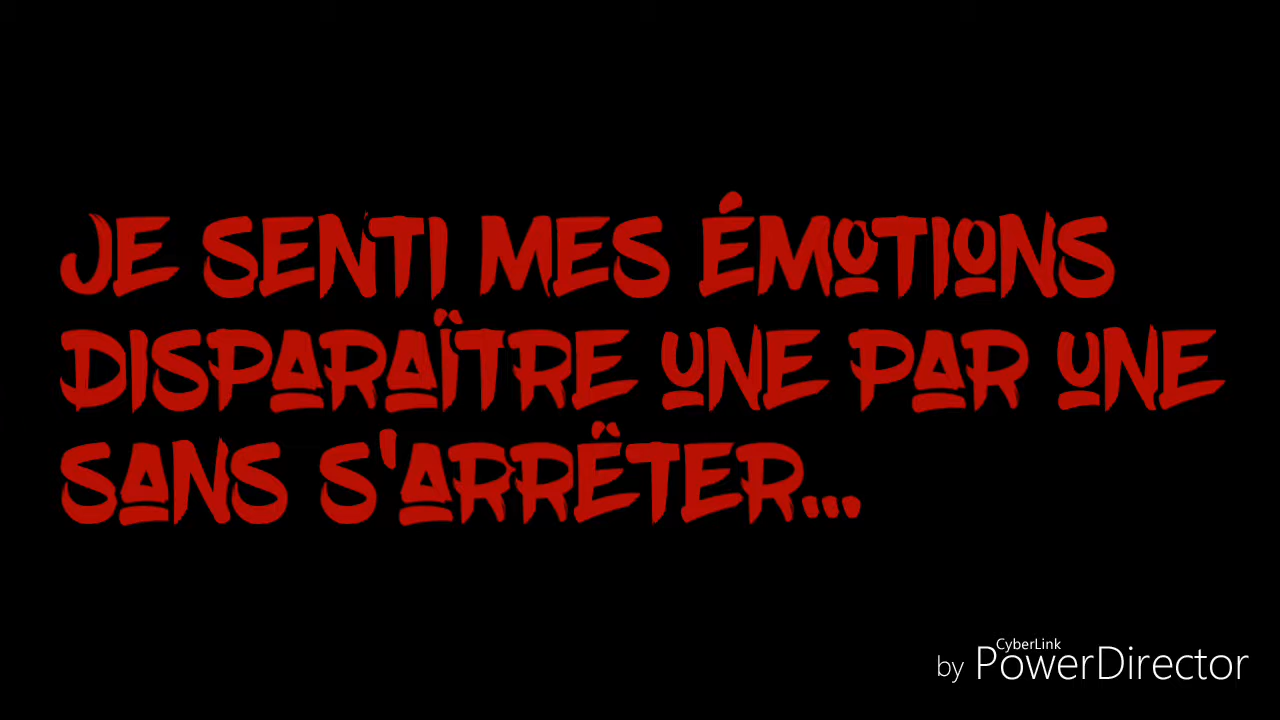 JE SENTI MES ÉMOTIONS
DISPARAÏTRE UNE PAR UNE
SANS S'ARRËTER...
CyberLink
by PowerDirector